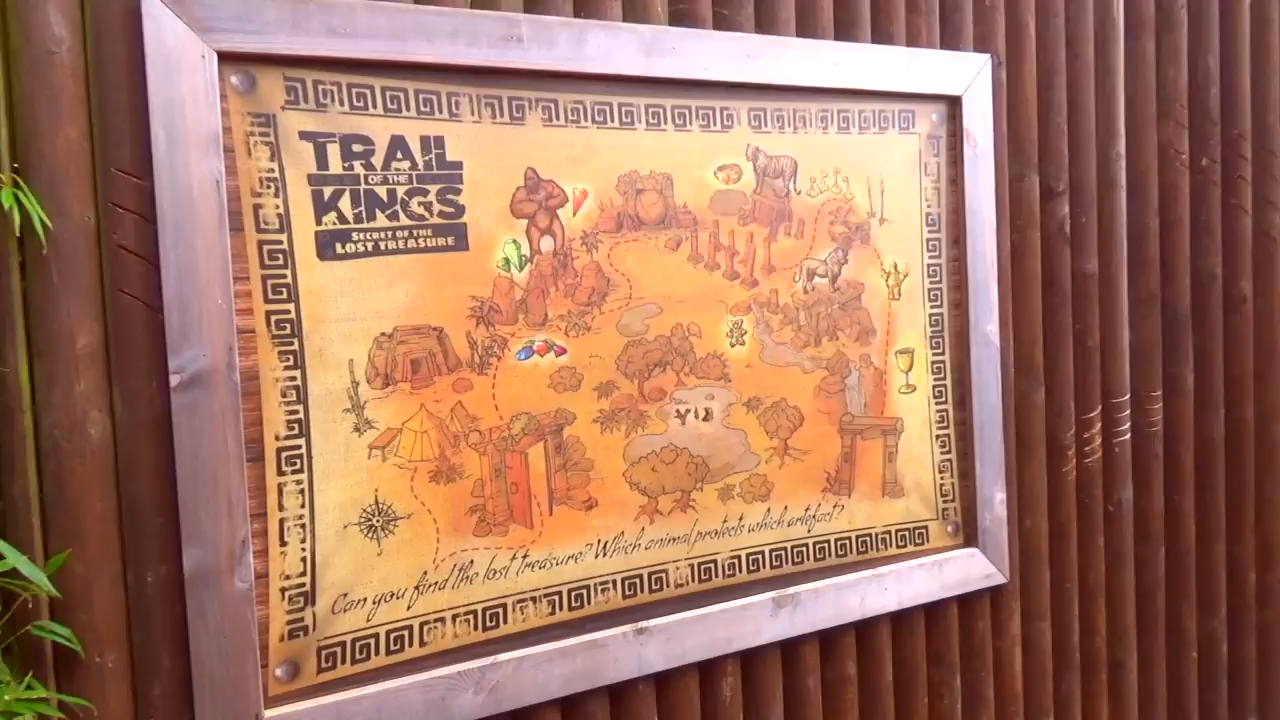 TRAIL
OF THE
KINGS
SECRET OF THE
LOST TREASURE
Can you find the lost treasure? Which animal protects which artefact?